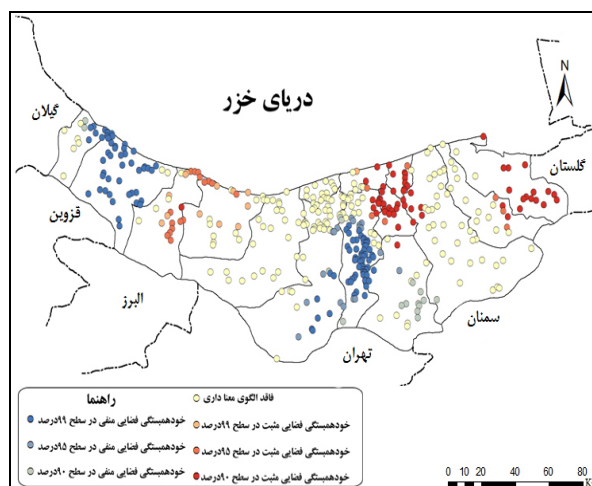 N
دریای خزر
گیلان
گلستان
قزوین
البرز
سمنان
تهران
راهنما
فاقد الگوی معنا داری
خودهمبستگی فضایی منفی در سطح ۹۹درصد
خودهمبستگی فضایی مثبت در سطح ۹۹درصد
خودهمبستگی فضایی منفی در سطح ۹۵درصد
خودهمبستگی فضایی مثبت در سطح ۹۵درصد
خودهمبستگی فضایی منفی در سطح ۹۰درصد
خودهمبستگی فضایی مثبت در سطح ۹۰درصد
0 10 20 40 60 80